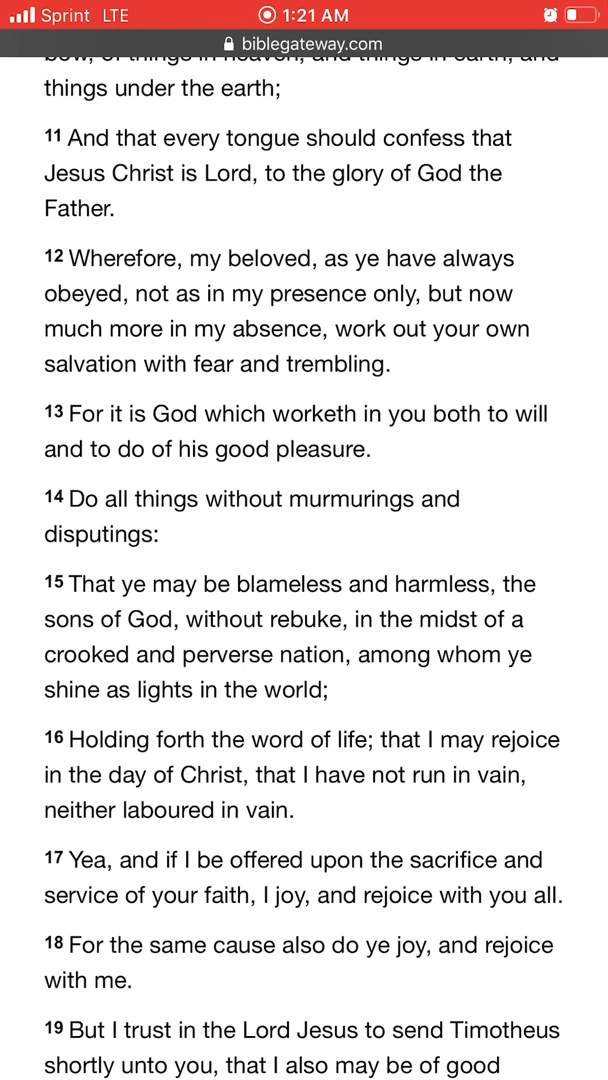 Sprint LTE 1:21 AM
biblegateway.com
bow, of things in heaven, and things in earth, and
things under the earth;
11 And that every tongue should confess that
Jesus Christ is Lord, to the glory of God the
Father.
12 Wherefore, my beloved, as ye have always
obeyed, not as in my presence only, but now
much more in my absence, work out your own
salvation with fear and trembling.
13 For it is God which worketh in you both to will
and to do of his good pleasure.
14 Do all things without murmurings and
disputings:
15 That ye may be blameless and harmless, the
sons of God, without rebuke, in the midst of a
crooked and perverse nation, among whom ye
shine as lights in the world;
16 Holding forth the word of life; that I may rejoice
in the day of Christ, that I have not run in vain,
neither laboured in vain.
17 Yea, and if I be offered upon the sacrifice and
service of your faith, I joy, and rejoice with you all.
18 For the same cause also do ye joy, and rejoice
with me.
19 But I trust in the Lord Jesus to send Timotheus
shortly unto you, that I also may be of good